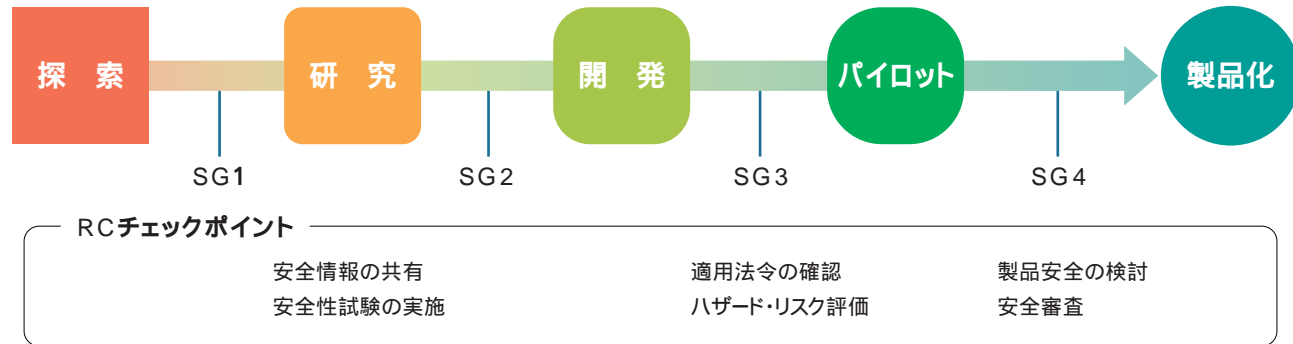 探索
研究
開発
パイロット
製品化
SG1
SG2
SG3
SG4
RCチェックポイント
安全情報の共有
適用法令の確認
製品安全の検討
安全性試験の実施
ハザード・リスク評価
安全審査